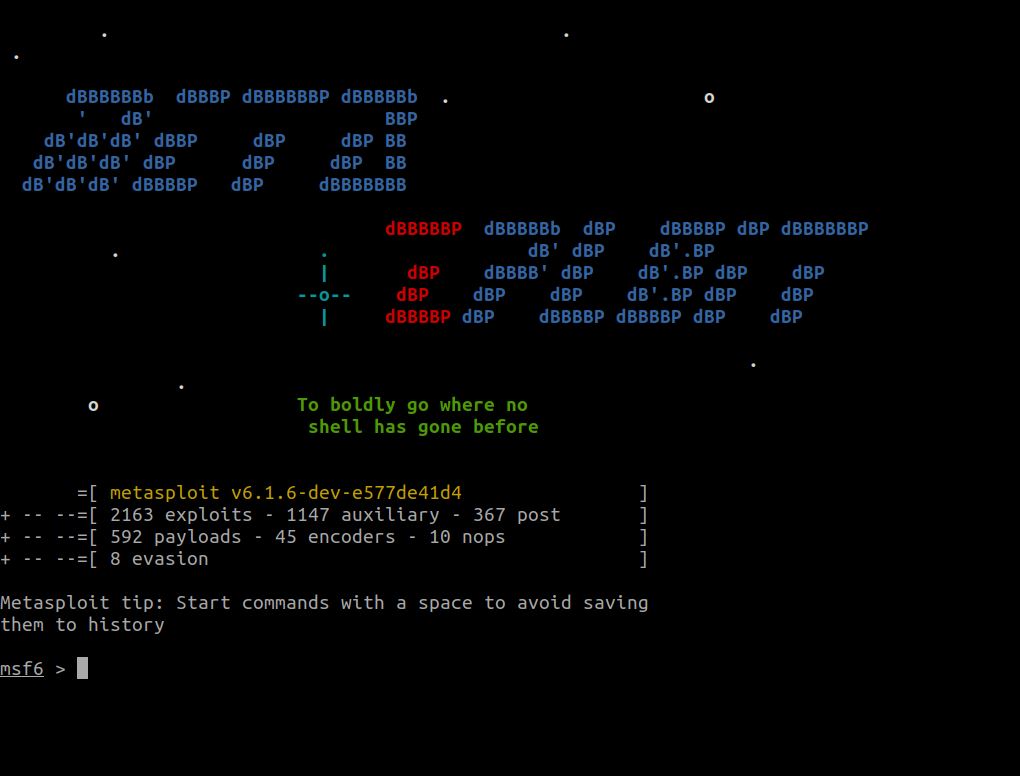 dBBBBBBb  dBBBP dBBBBBBP dBBBBBb  .                       o
 '   dB'                     BBP
dB'dB'dB' dBBP     dBP     dBP BB
dB'dB'dB' dBP      dBP     dBP  BB
dB'dB'dB' dBBBBP   dBP     dBBBBBBB
dBBBBBP  dBBBBBb  dBP    dBBBBP dBP dBBBBBBP
.                  dB' dBP    dB'.BP
|       dBP    dBBBB' dBP    dB'.BP dBP    dBP
--o--    dBP    dBP    dBP     dB'.BP dBP    dBP
|     dBBBBP dBP    dBBBBP dBBBBP dBP    dBP
o                  To boldly go where no
shell has gone before
=[ metasploit v6.1.6-dev-e577de41d4                ]
+ -- --=[ 2163 exploits - 1147 auxiliary - 367 post       ]
+ -- --=[ 592 payloads - 45 encoders - 10 nops            ]
+ -- --=[ 8 evasion                                       ]
Metasploit tip: Start commands with a space to avoid saving
them to history
msf6 >